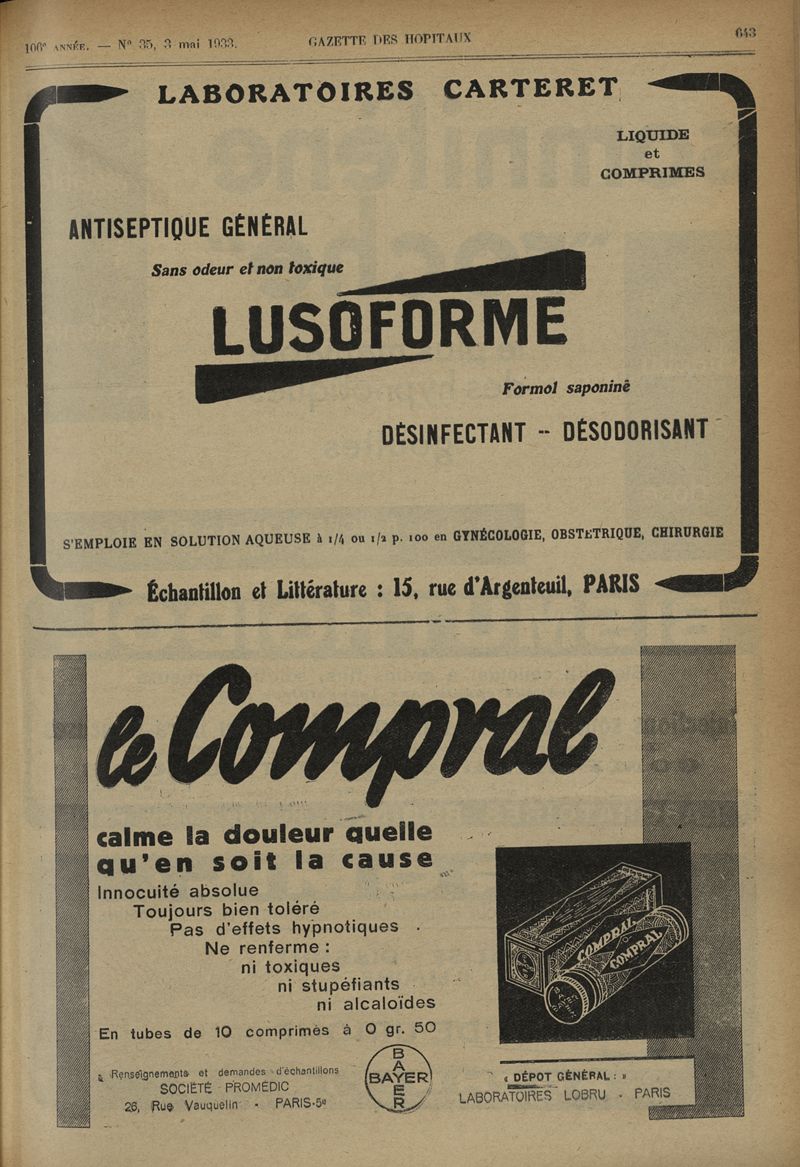 106e ANNÉE. — N° 35, 3 mai 1933.
GAZETTE DES HOPITAUX
643
LABORATOIRES CARTERET
LIQUIDE
et
COMPRIMES
ANTISEPTIQUE GÉNÉRAL
Sans odeur et non toxique
LUSOFORME
Formol saponiné
DÉSINFECTANT -- DÉSODORISANT
S'EMPLOIE EN SOLUTION AQUEUSE à 1/4 ou 1/2 p. 100 en GYNÉCOLOGIE, OBSTETRIQUE, CHIRURGIE
Échantillon et Littérature : 15, rue d'Argenteuil, PARIS
le Compral
calme la douleur quelle
qu'en soit la cause
Innocuité absolue
Toujours bien toléré
Pas d'effets hypnotiques
Ne renferme :
ni toxiques
ni stupéfiants
ni alcaloïdes
En tubes de 10 comprimés à 0 gr. 50
COMPRAL
COMPRAL
BAYER
Renseignements et demandes d'échantillons
SOCIÉTÉ PROMÉDIC
26, Rue Vauquelin - PARIS-5e
BAYER
« DÉPOT GÉNÉRAL : »
LABORATOIRES LOBRU - PARIS